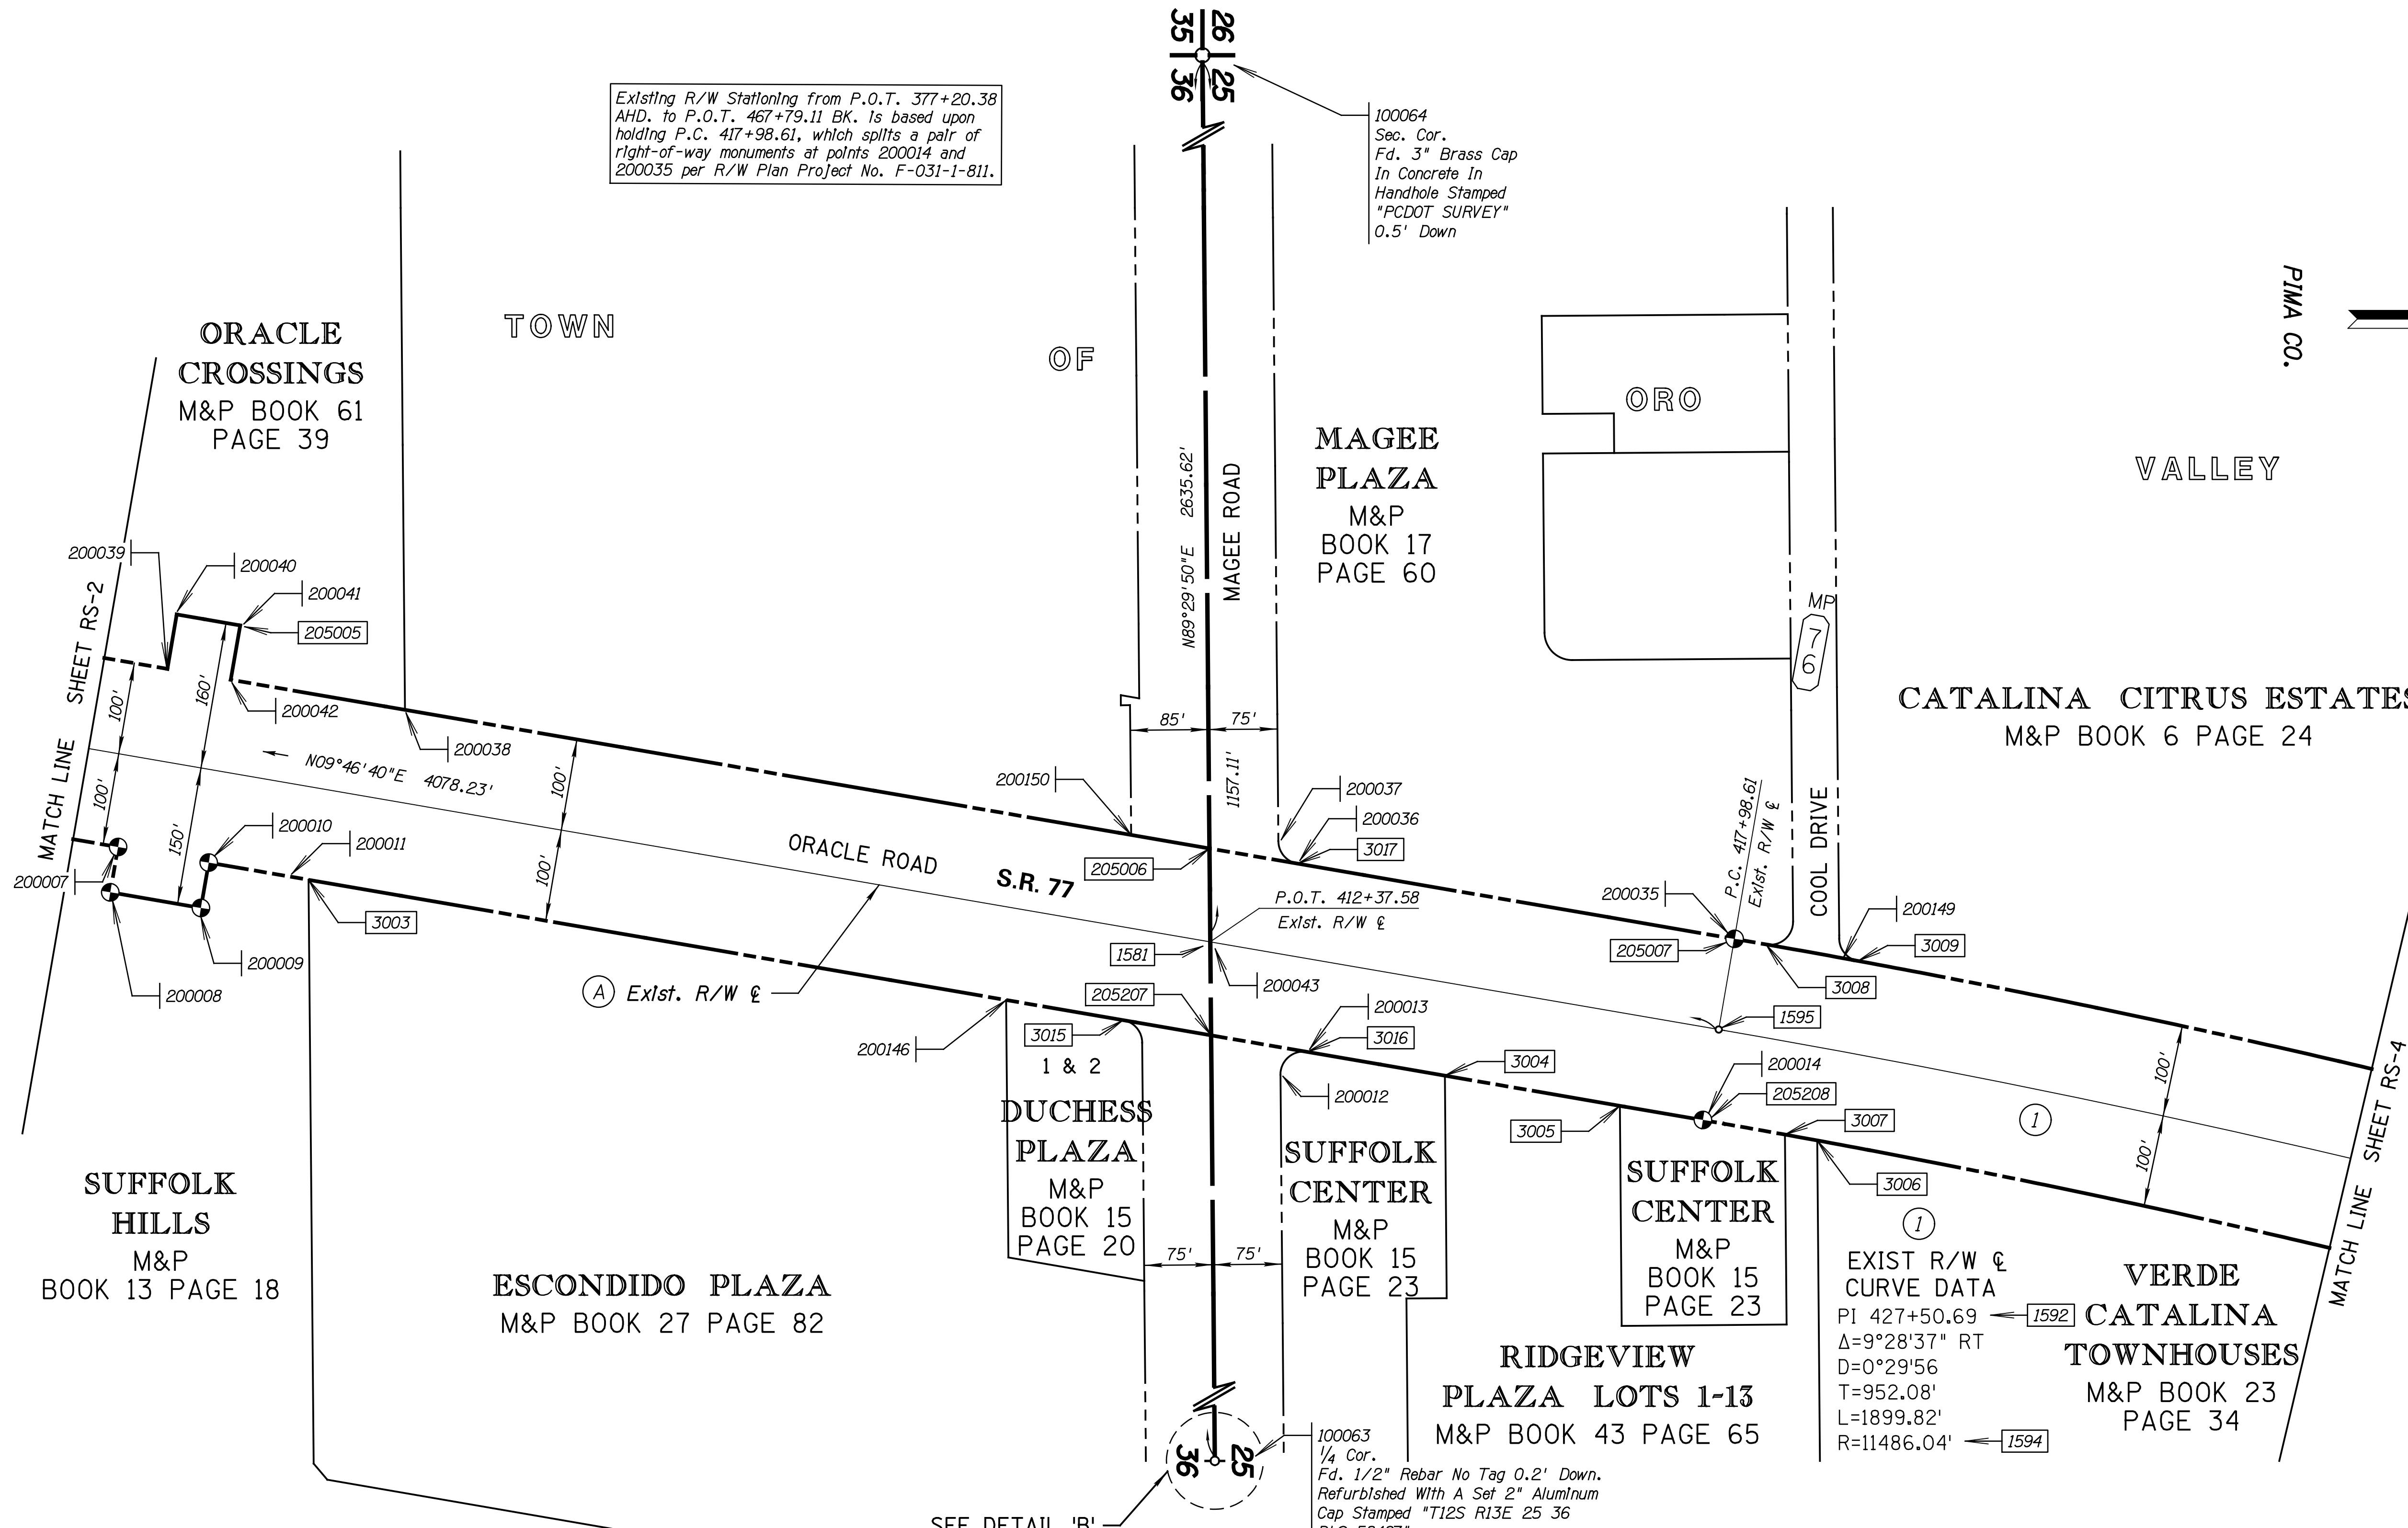 35
26
36
25
Existing R/W Stationing from P.O.T. 377+20.38
AHD. to P.O.T. 467+79.11 BK. is based upon
holding P.C. 417+98.61, which splits a pair of
right-of-way monuments at points 200014 and
200035 per R/W Plan Project No. F-031-1-811.
100064
Sec. Cor.
Fd. 3" Brass Cap
In Concrete In
Handhole Stamped
"PCDOT SURVEY"
0.5' Down
PIMA CO.
ORACLE
CROSSINGS
M&P BOOK 61
PAGE 39
TOWN
OF
ORO
VALLEY
MAGEE
PLAZA
M&P
BOOK 17
PAGE 60
N89°29'50"E 2635.62'
MAGEE ROAD
MP
7
6
CATALINA CITRUS ESTATES
M&P BOOK 6 PAGE 24
200039
200040
200041
205005
200042
200038
MATCH LINE SHEET RS-2
100'
160'
100'
150'
N09°46'40"E 4078.23'
100'
100'
200010
200011
200007
200008
200009
3003
85'
75'
1157.11'
200150
200037
200036
3017
205006
ORACLE ROAD
S.R. 77
P.O.T. 412+37.58
Exist. R/W ℄
P.C. 417+98.61
Exist. R/W ℄
COOL DRIVE
200035
205007
200149
3009
3008
1581
200043
205207
Ⓐ Exist. R/W ℄
200146
3015
200013
3016
200012
3004
1595
200014
205208
3005
3007
3006
①
100'
100'
MATCH LINE SHEET RS-4
1 & 2
DUCHESS
PLAZA
M&P
BOOK 15
PAGE 20
75'
75'
SUFFOLK
CENTER
M&P
BOOK 15
PAGE 23
SUFFOLK
CENTER
M&P
BOOK 15
PAGE 23
SUFFOLK
HILLS
M&P
BOOK 13 PAGE 18
ESCONDIDO PLAZA
M&P BOOK 27 PAGE 82
①
EXIST R/W ℄
CURVE DATA
PI 427+50.69
1592
Δ=9°28'37" RT
D=0°29'56
T=952.08'
L=1899.82'
R=11486.04'
1594
VERDE
CATALINA
TOWNHOUSES
M&P BOOK 23
PAGE 34
RIDGEVIEW
PLAZA LOTS 1-13
M&P BOOK 43 PAGE 65
36
25
100063
1/4 Cor.
Fd. 1/2" Rebar No Tag 0.2' Down.
Refurbished With A Set 2" Aluminum
Cap Stamped "T12S R13E 25 36
SEE DETAIL 'B'